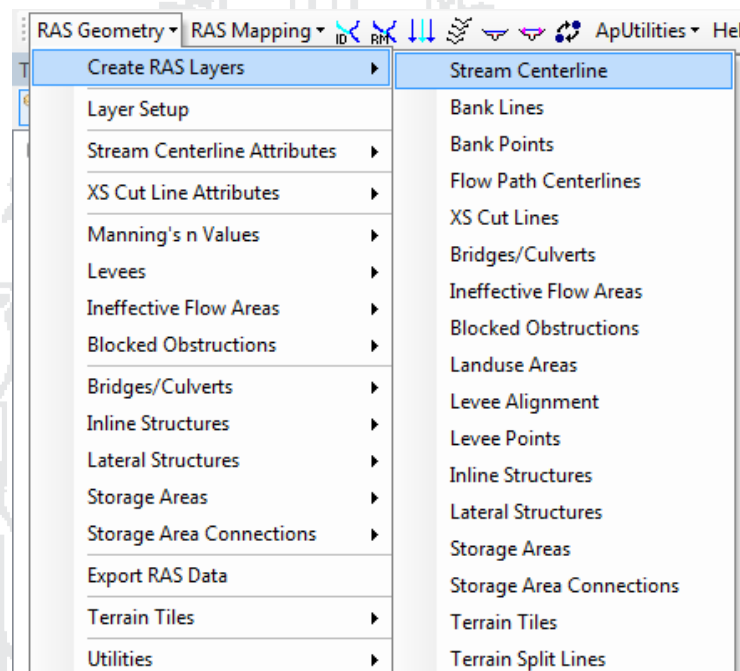 RAS Geometry RAS Mapping ID RM ApUtilities Hel
T
Create RAS Layers
Layer Setup
Stream Centerline Attributes
XS Cut Line Attributes
Manning's n Values
Levees
Ineffective Flow Areas
Blocked Obstructions
Bridges/Culverts
Inline Structures
Lateral Structures
Storage Areas
Storage Area Connections
Export RAS Data
Terrain Tiles
Utilities
Stream Centerline
Bank Lines
Bank Points
Flow Path Centerlines
XS Cut Lines
Bridges/Culverts
Ineffective Flow Areas
Blocked Obstructions
Landuse Areas
Levee Alignment
Levee Points
Inline Structures
Lateral Structures
Storage Areas
Storage Area Connections
Terrain Tiles
Terrain Split Lines